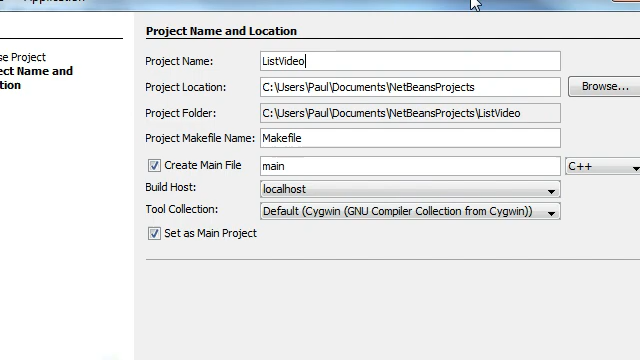 Project Name and Location
se Project
ect Name and
tion
Project Name: ListVideo
Project Location: C:\Users\Paul\Documents\NetBeansProjects Browse...
Project Folder: C:\Users\Paul\Documents\NetBeansProjects\ListVideo
Project Makefile Name: Makefile
Create Main File main C++
Build Host: localhost
Tool Collection: Default (Cygwin (GNU Compiler Collection from Cygwin))
Set as Main Project